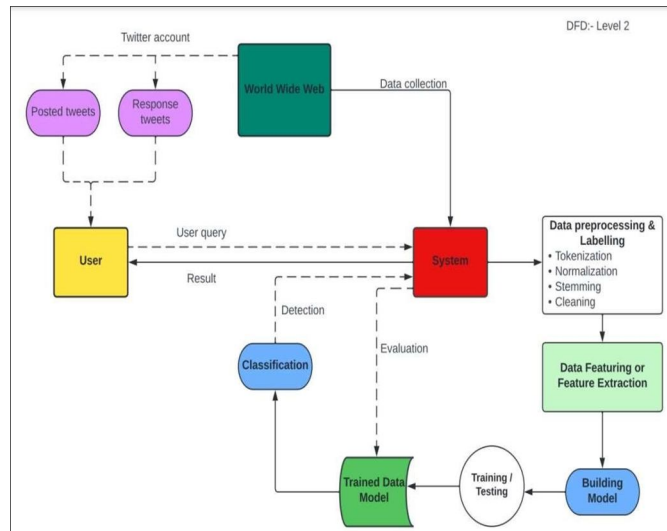 DFD:- Level 2
Twitter account
World Wide Web
Data collection
Posted tweets
Response
tweets
User query
User
System
Result
Data preprocessing &
Labelling
• Tokenization
• Normalization
• Stemming
• Cleaning
Detection
Evaluation
Classification
Data Featuring or
Feature Extraction
Trained Data
Model
Training /
Testing
Building
Model